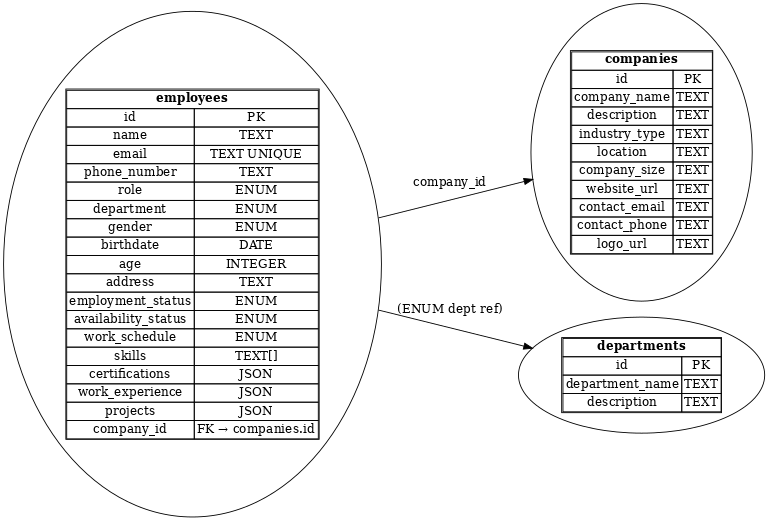 employees
id PK
name TEXT
email TEXT UNIQUE
phone_number TEXT
role ENUM
department ENUM
gender ENUM
birthdate DATE
age INTEGER
address TEXT
employment_status ENUM
availability_status ENUM
work_schedule ENUM
skills TEXT[]
certifications JSON
work_experience JSON
projects JSON
company_id FK → companies.id
company_id
(ENUM dept ref)
companies
id PK
company_name TEXT
description TEXT
industry_type TEXT
location TEXT
company_size TEXT
website_url TEXT
contact_email TEXT
contact_phone TEXT
logo_url TEXT
departments
id PK
department_name TEXT
description TEXT